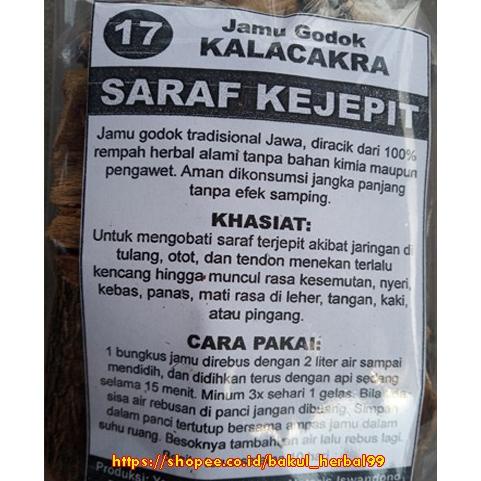 17
Jamu Godok
KALACAKRA
SARAF KEJEPIT
Jamu godok tradisional Jawa, diracik dari 100%
rempah herbal alami tanpa bahan kimia maupun
pengawet. Aman dikonsumsi jangka panjang
tanpa efek samping.
KHASIAT:
Untuk mengobati saraf terjepit akibat jaringan di
tulang, otot, dan tendon menekan terlalu
kencang hingga muncul rasa kesemutan, nyeri,
kebas, panas, mati rasa di leher, tangan, kaki,
atau pingang.
CARA PAKAI:
1 bungkus jamu direbus dengan 2 liter air sampai
mendidih, dan didihkan terus dengan api sedang
selama 15 menit. Minum 3x sehari 1 gelas. Bila
sisa air rebusan di panci jangan dibuang. Simpan
dalam panci tertutup bersama ampas jamu dalam
suhu ruang. Besoknya tambah air lalu rebus lagi.
https://shopee.co.id/bakul_herbal99
Produksi: Iswandono